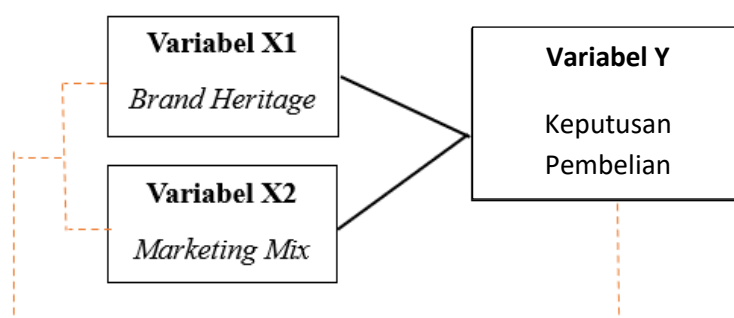 Variabel X1
Brand Heritage
Variabel X2
Marketing Mix
Variabel Y
Keputusan
Pembelian